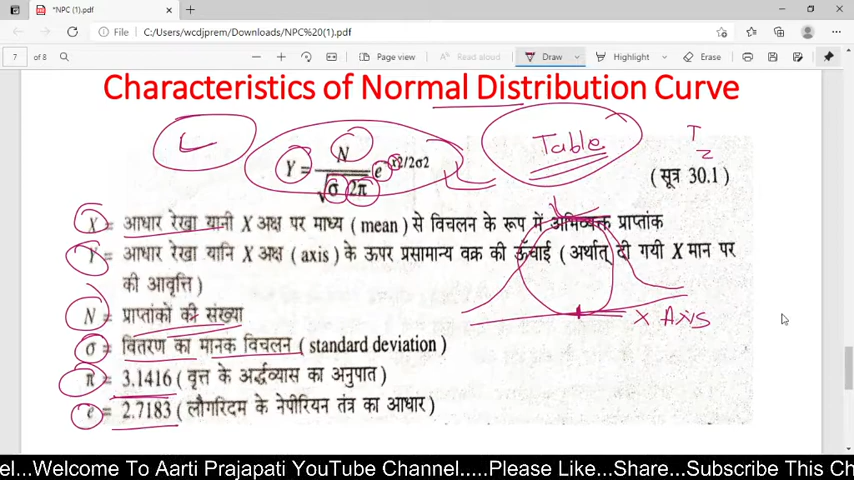 *NPC (1).pdf
File | C:/Users/wcdjprem/Downloads/NPC%20(1).pdf
7 of 8
Page view
Read aloud
Draw
Highlight
Erase
Characteristics of Normal Distribution Curve
Table
T
Z
Y = N / √σ 2π e x2/2σ2
(सूत्र 30.1)
X = आधार रेखा यानी X अक्ष पर माध्य (mean) से विचलन के रूप में अभिव्यक्त प्राप्तांक
Y = आधार रेखा यानि X अक्ष (axis) के ऊपर प्रसामान्य वक्र की ऊँचाई (अर्थात् दी गयी X मान पर
की आवृत्ति)
N = प्राप्तांकों की संख्या
X Axis
σ = वितरण का मानक विचलन (standard deviation)
π = 3.1416 (वृत्त के अर्द्धव्यास का अनुपात)
e = 2.7183 (लौगरिदम के नेपीरियन तंत्र का आधार)
el...Welcome To Aarti Prajapati YouTube Channel.....Please Like...Share...Subscribe This Ch